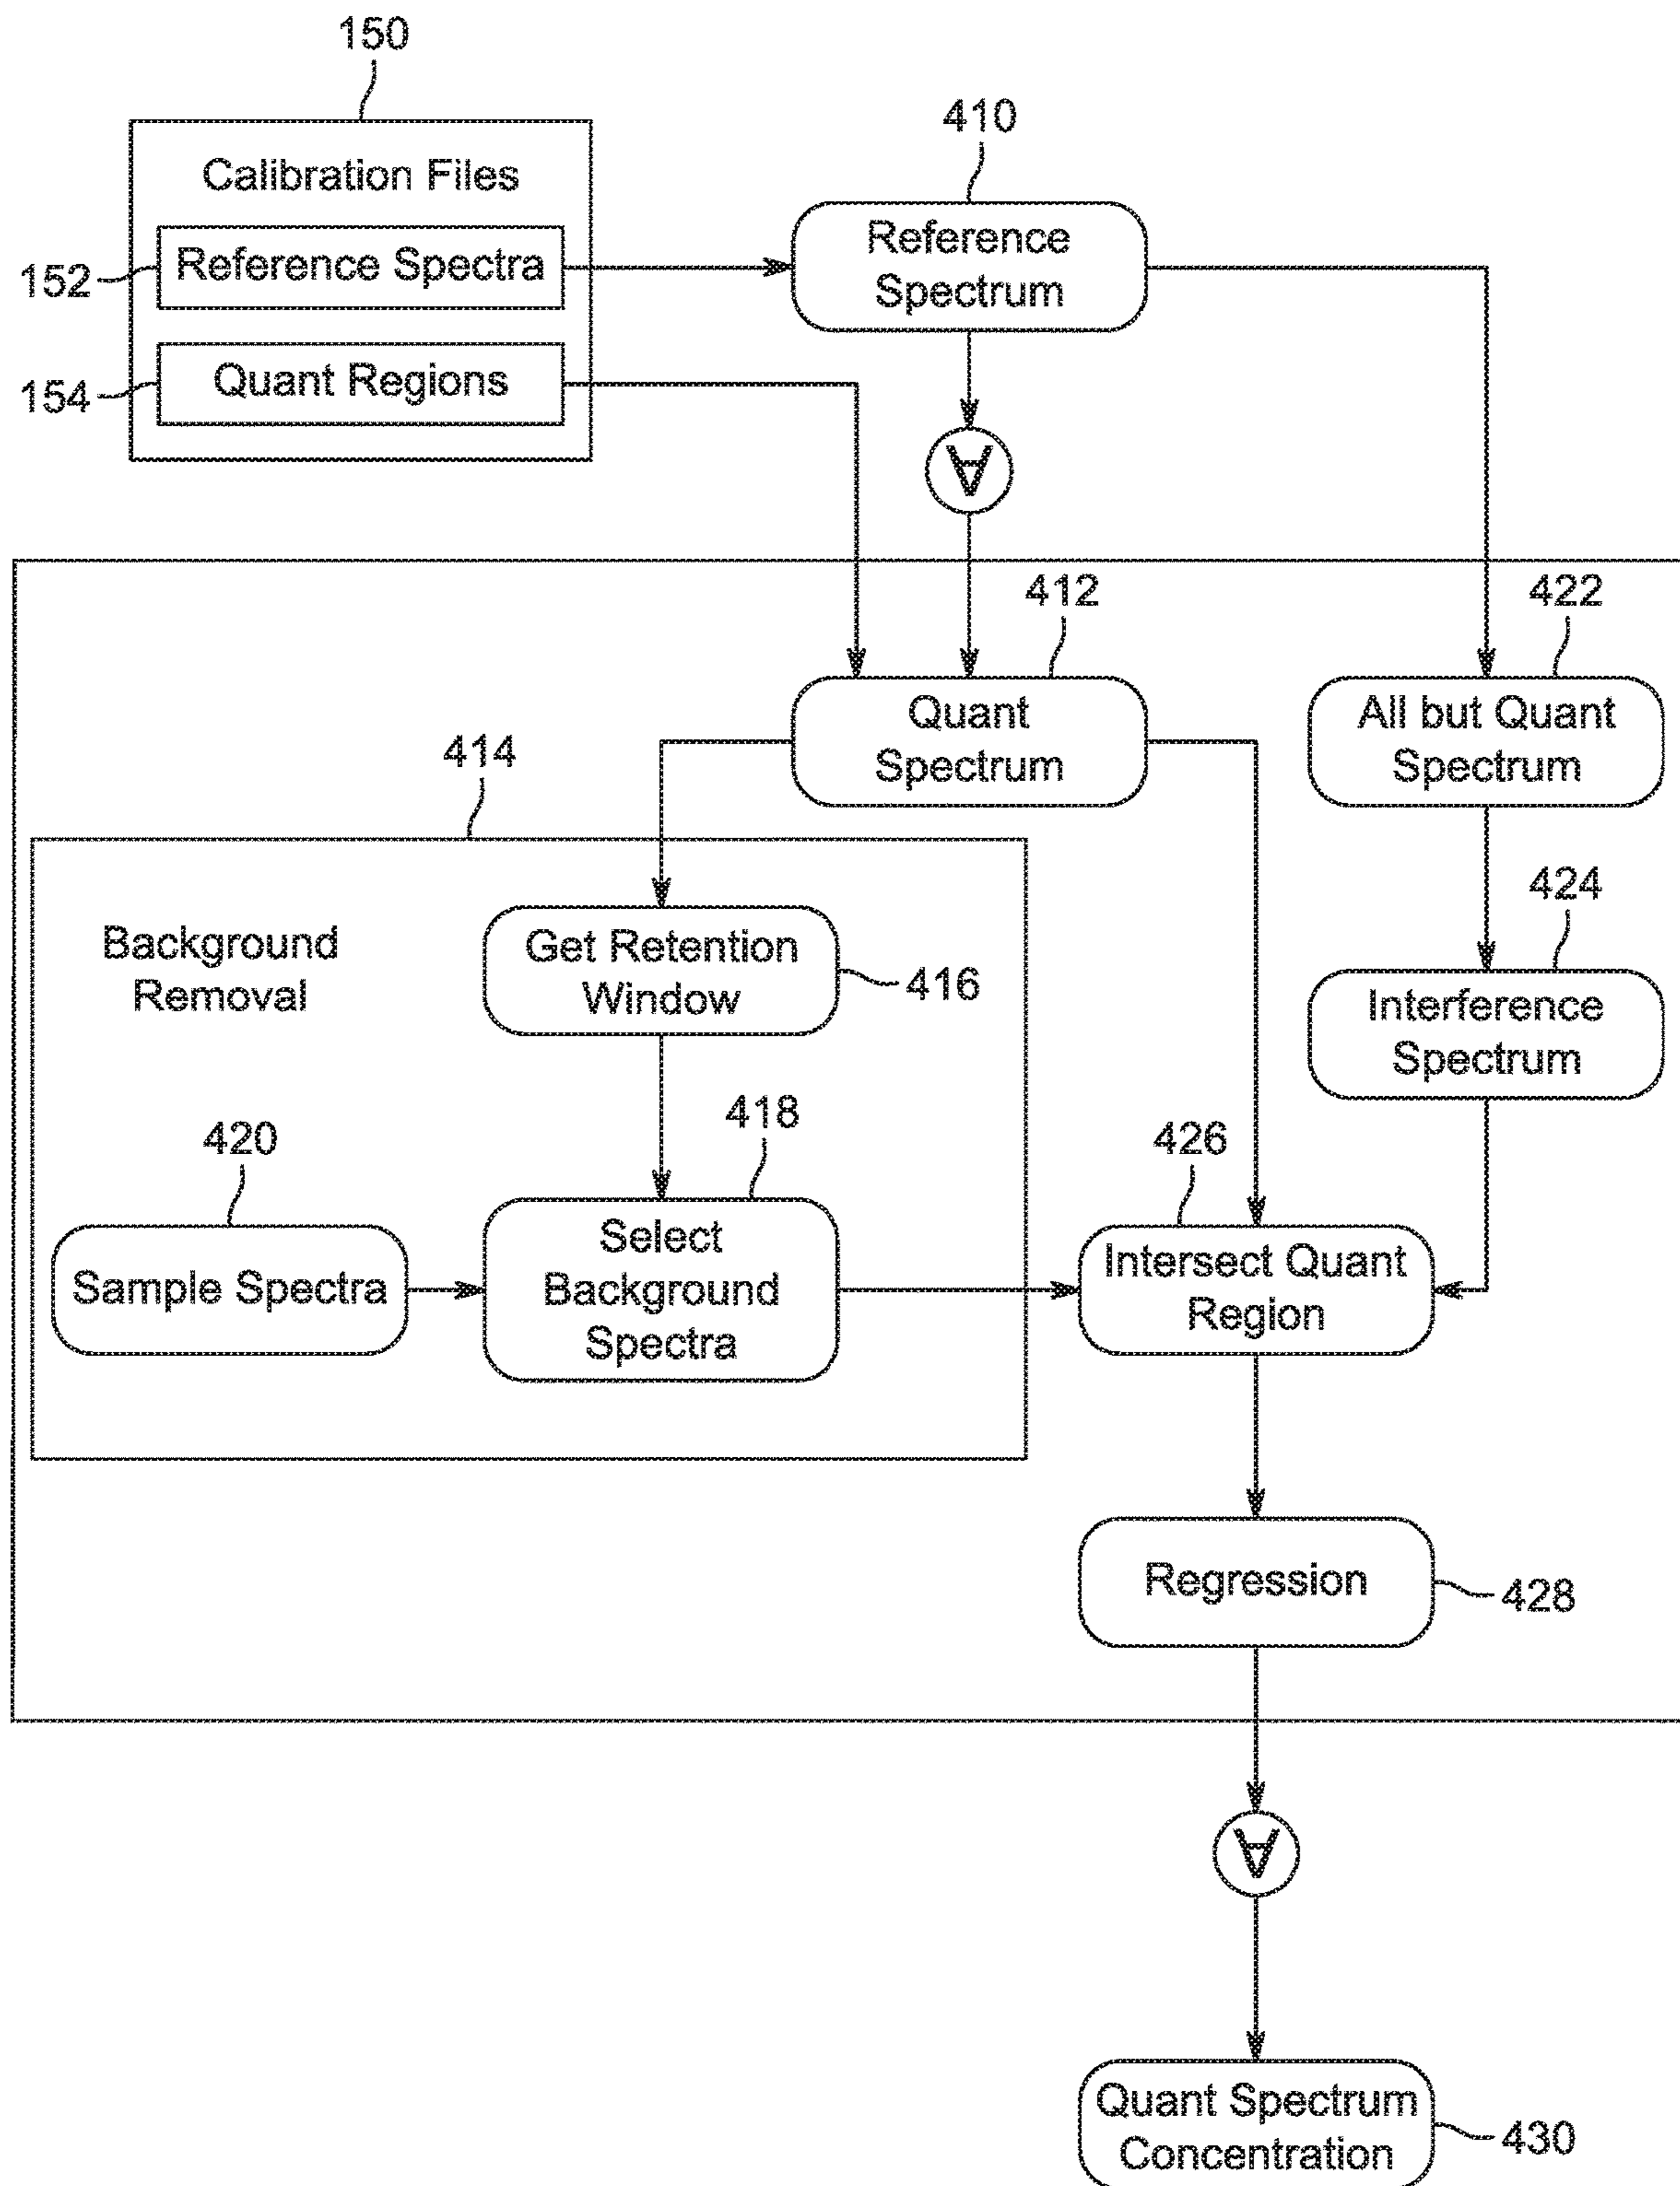 150
Calibration Files
152
Reference Spectra
154
Quant Regions
410
Reference
Spectrum
∀
412
Quant
Spectrum
422
All but Quant
Spectrum
414
Background
Removal
Get Retention
Window
416
424
Interference
Spectrum
420
Sample Spectra
418
Select
Background
Spectra
426
Intersect Quant
Region
Regression
428
∀
Quant Spectrum
Concentration
430